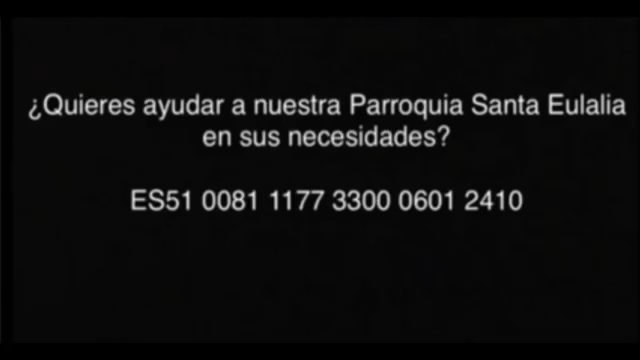 ¿Quieres ayudar a nuestra Parroquia Santa Eulalia
en sus necesidades?
ES51 0081 1177 3300 0601 2410